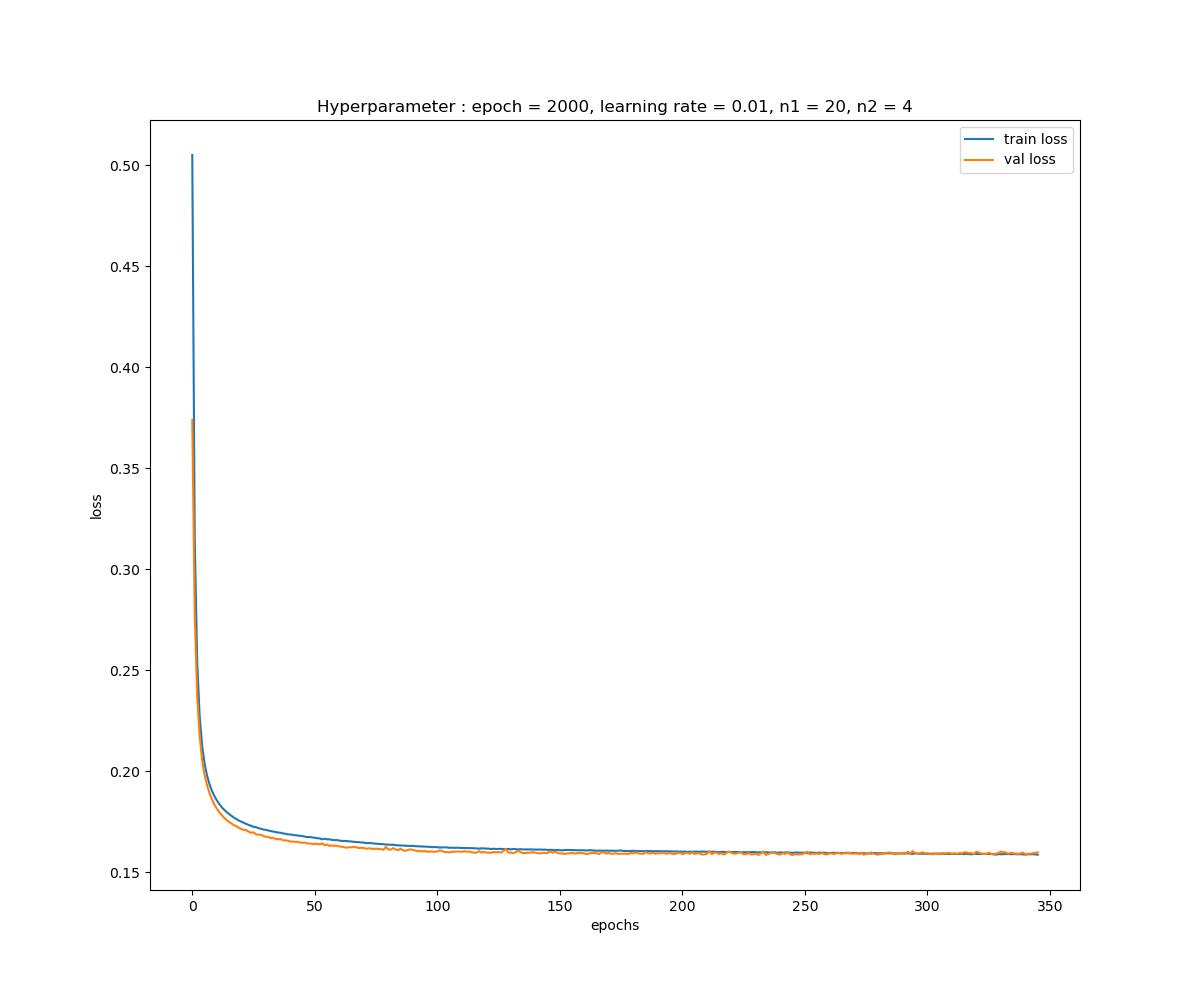 Hyperparameter : epoch = 2000, learning rate = 0.01, n1 = 20, n2 = 4
train loss
val loss
0.50
0.45
0.40
0.35
0.30
0.25
0.20
0.15
loss
0 50 100 150 200 250 300 350
epochs